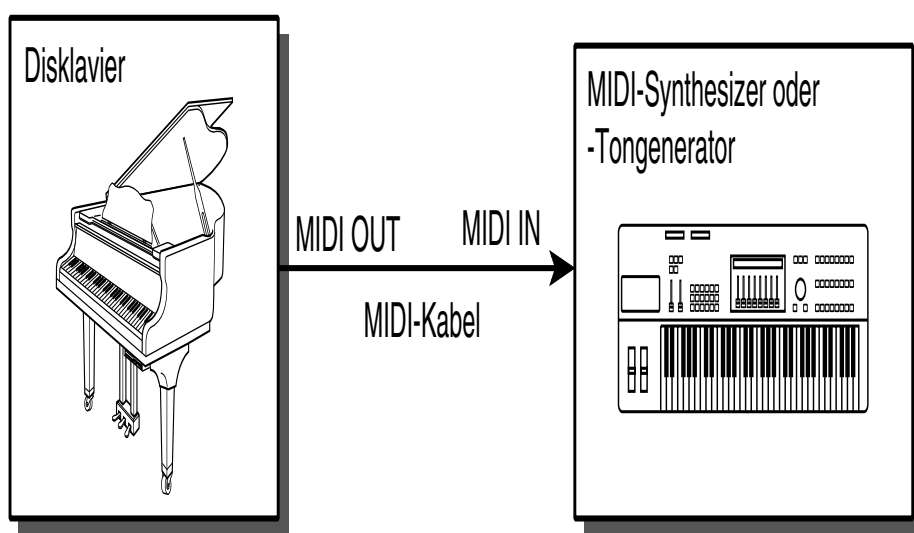 Disklavier
MIDI-Synthesizer oder
-Tongenerator
MIDI OUT
MIDI IN
MIDI-Kabel